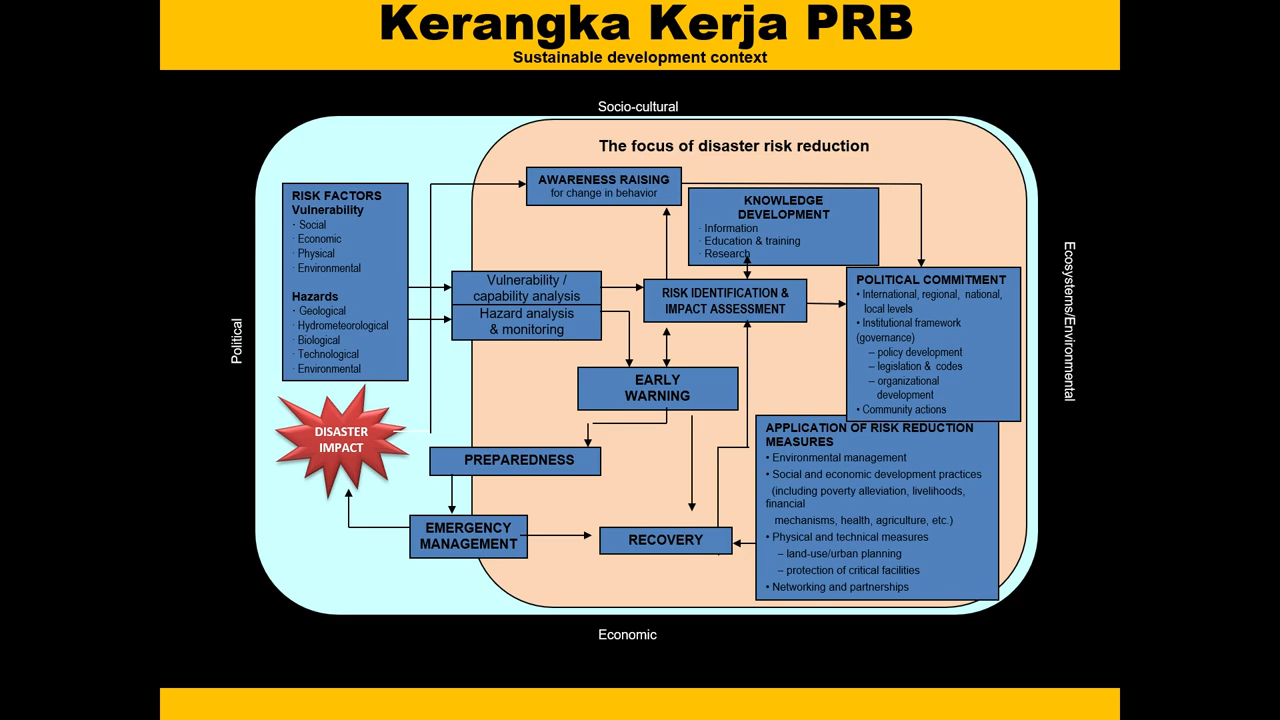 Kerangka Kerja PRB
Sustainable development context
Socio-cultural
The focus of disaster risk reduction
AWARENESS RAISING
for change in behavior
KNOWLEDGE
DEVELOPMENT
· Information
· Education & training
· Research
RISK FACTORS
Vulnerability
· Social
· Economic
· Physical
· Environmental
Hazards
· Geological
· Hydrometeorological
· Biological
· Technological
· Environmental
Vulnerability /
capability analysis
Hazard analysis
& monitoring
RISK IDENTIFICATION &
IMPACT ASSESSMENT
POLITICAL COMMITMENT
• International, regional, national,
local levels
• Institutional framework
(governance)
– policy development
– legislation & codes
– organizational
development
• Community actions
Political
Ecosystems/Environmental
EARLY
WARNING
DISASTER
IMPACT
PREPAREDNESS
APPLICATION OF RISK REDUCTION
MEASURES
• Environmental management
• Social and economic development practices
(including poverty alleviation, livelihoods,
financial
mechanisms, health, agriculture, etc.)
• Physical and technical measures
– land-use/urban planning
– protection of critical facilities
• Networking and partnerships
EMERGENCY
MANAGEMENT
RECOVERY
Economic